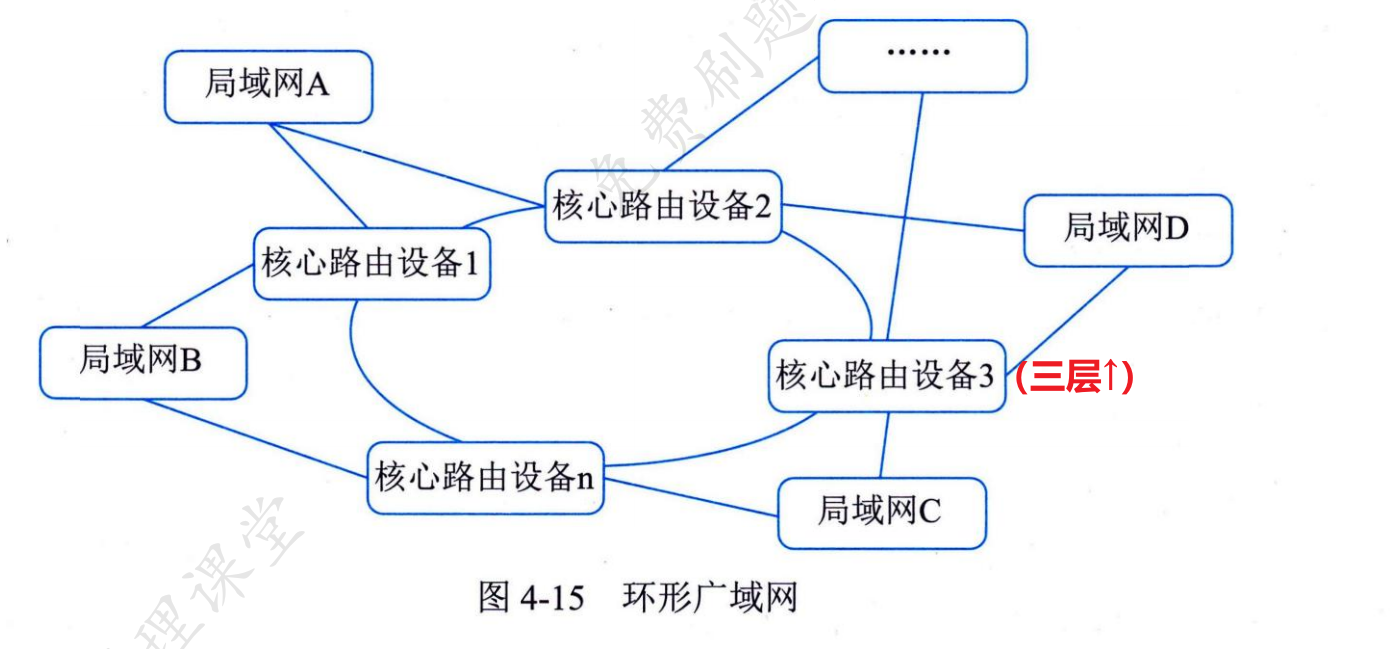 ……
局域网A
免费刷题
核心路由设备2
局域网D
核心路由设备1
局域网B
核心路由设备3 (三层↑)
核心路由设备n
局域网C
理课堂
图 4-15 环形广域网